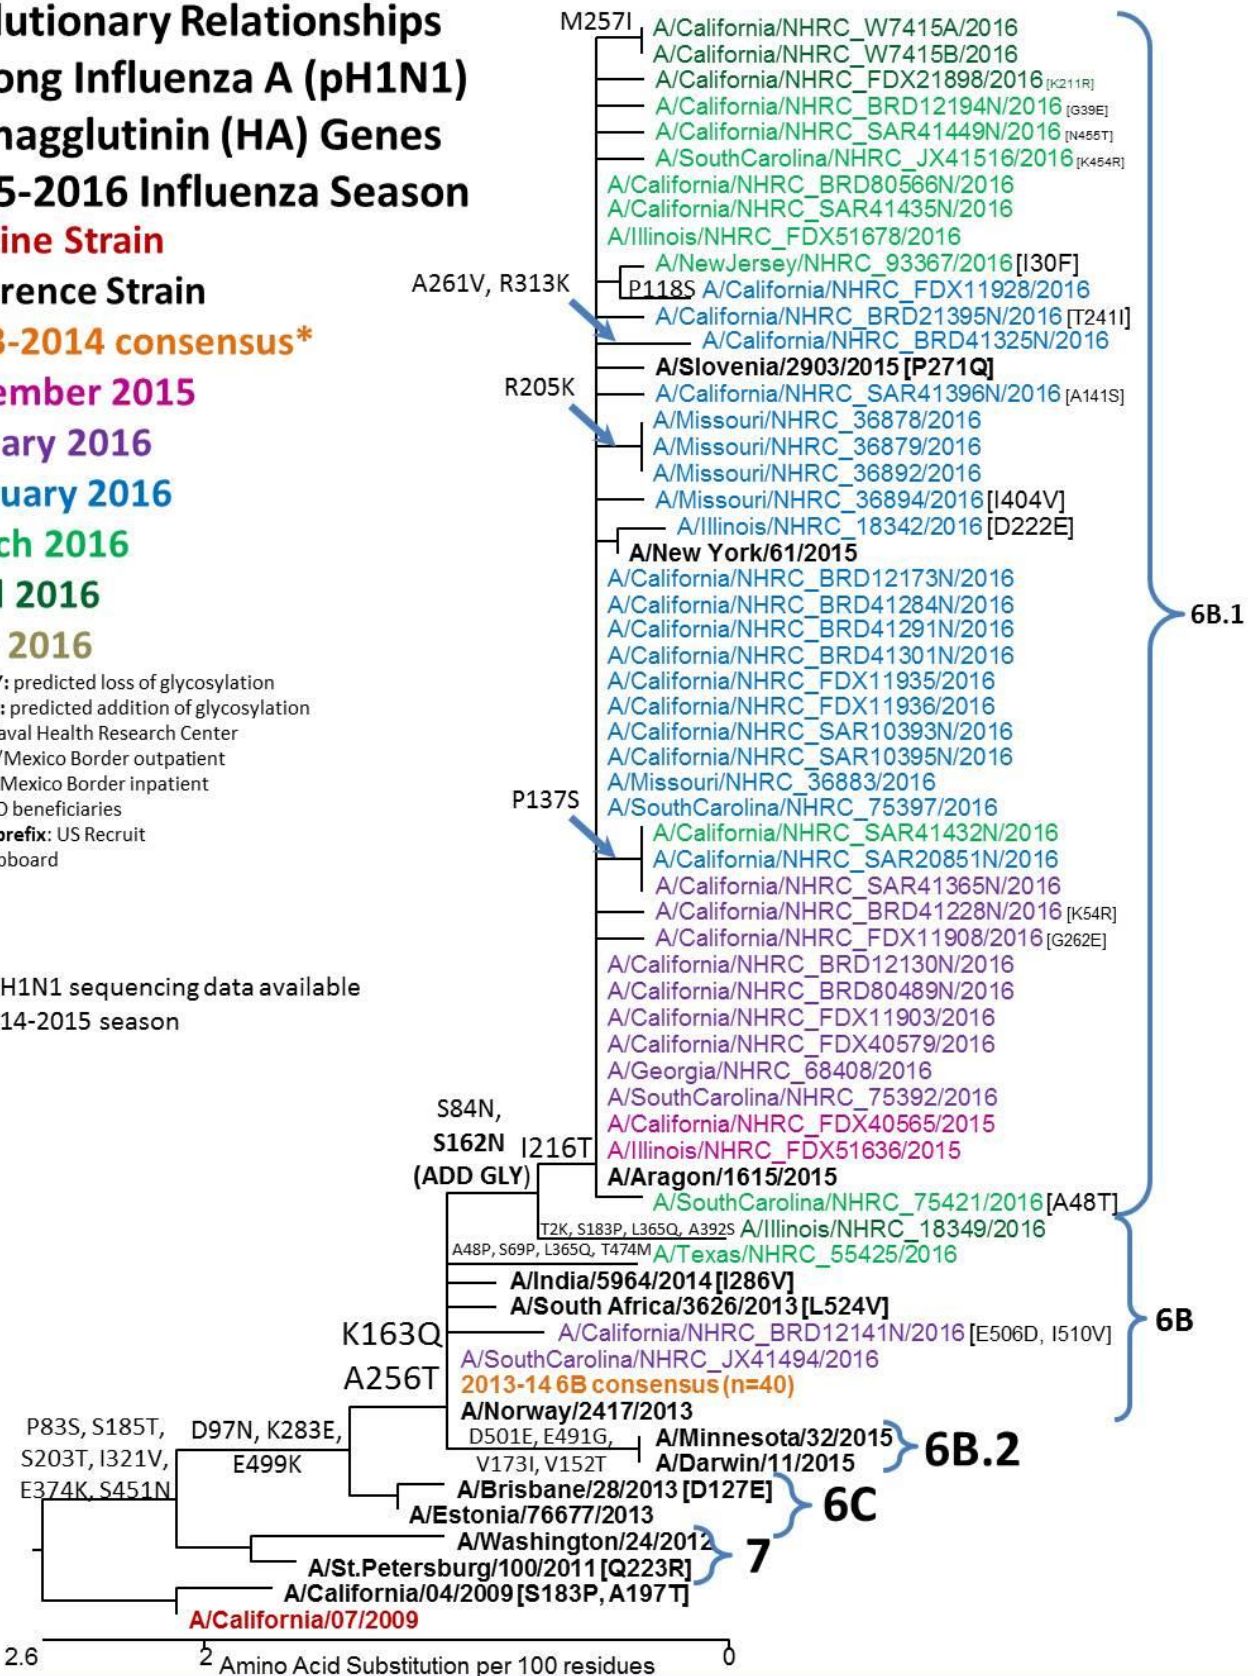 lutionary Relationships
ong Influenza A (pH1N1)
magglutinin (HA) Genes
5-2016 Influenza Season
ine Strain
rence Strain
3-2014 consensus*
ember 2015
ary 2016
uary 2016
ch 2016
l 2016
2016
: predicted loss of glycosylation
: predicted addition of glycosylation
aval Health Research Center
/Mexico Border outpatient
Mexico Border inpatient
O beneficiaries
prefix: US Recruit
pboard
H1N1 sequencing data available
14-2015 season
M257I
A/California/NHRC_W7415A/2016
A/California/NHRC_W7415B/2016
A/California/NHRC_FDX21898/2016 [K211R]
A/California/NHRC_BRD12194N/2016 [G39E]
A/California/NHRC_SAR41449N/2016 [N455T]
A/SouthCarolina/NHRC_JX41516/2016 [K454R]
A/California/NHRC_BRD80566N/2016
A/California/NHRC_SAR41435N/2016
A/Illinois/NHRC_FDX51678/2016
A/NewJersey/NHRC_93367/2016 [I30F]
A261V, R313K
P118S A/California/NHRC_FDX11928/2016
A/California/NHRC_BRD21395N/2016 [T241I]
A/California/NHRC_BRD41325N/2016
A/Slovenia/2903/2015 [P271Q]
R205K
A/California/NHRC_SAR41396N/2016 [A141S]
A/Missouri/NHRC_36878/2016
A/Missouri/NHRC_36879/2016
A/Missouri/NHRC_36892/2016
A/Missouri/NHRC_36894/2016 [I404V]
A/Illinois/NHRC_18342/2016 [D222E]
A/New York/61/2015
A/California/NHRC_BRD12173N/2016
A/California/NHRC_BRD41284N/2016
A/California/NHRC_BRD41291N/2016
A/California/NHRC_BRD41301N/2016
A/California/NHRC_FDX11935/2016
A/California/NHRC_FDX11936/2016
A/California/NHRC_SAR10393N/2016
A/California/NHRC_SAR10395N/2016
A/Missouri/NHRC_36883/2016
A/SouthCarolina/NHRC_75397/2016
P137S
A/California/NHRC_SAR41432N/2016
A/California/NHRC_SAR20851N/2016
A/California/NHRC_SAR41365N/2016
A/California/NHRC_BRD41228N/2016 [K54R]
A/California/NHRC_FDX11908/2016 [G262E]
A/California/NHRC_BRD12130N/2016
A/California/NHRC_BRD80489N/2016
A/California/NHRC_FDX11903/2016
A/California/NHRC_FDX40579/2016
A/Georgia/NHRC_68408/2016
A/SouthCarolina/NHRC_75392/2016
A/California/NHRC_FDX40565/2015
A/Illinois/NHRC_FDX51636/2015
A/Aragon/1615/2015
A/SouthCarolina/NHRC_75421/2016 [A48T]
6B.1
S84N,
S162N
(ADD GLY)
I216T
T2K, S183P, L365Q, A392S A/Illinois/NHRC_18349/2016
A48P, S69P, L365Q, T474M A/Texas/NHRC_55425/2016
A/India/5964/2014 [I286V]
A/South Africa/3626/2013 [L524V]
A/California/NHRC_BRD12141N/2016 [E506D, I510V]
A/SouthCarolina/NHRC_JX41494/2016
2013-14 6B consensus (n=40)
A/Norway/2417/2013
6B
K163Q
A256T
D501E, E491G,
V173I, V152T
A/Minnesota/32/2015
A/Darwin/11/2015
6B.2
P83S, S185T,
S203T, I321V,
E374K, S451N
D97N, K283E,
E499K
A/Brisbane/28/2013 [D127E]
A/Estonia/76677/2013
6C
A/Washington/24/2012
A/St.Petersburg/100/2011 [Q223R]
7
A/California/04/2009 [S183P, A197T]
A/California/07/2009
2.6 2 0
Amino Acid Substitution per 100 residues